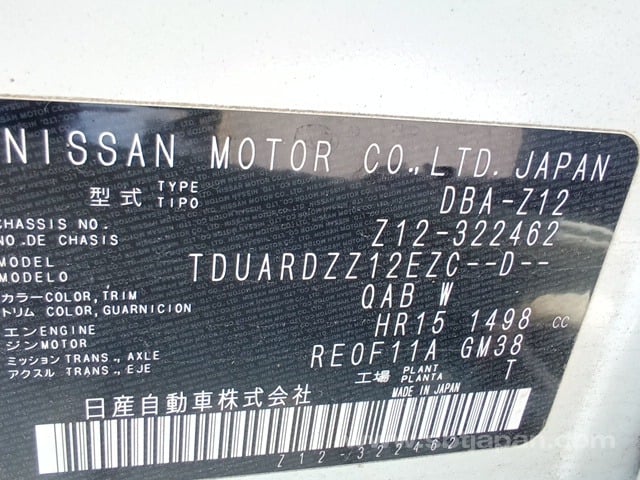 NISSAN MOTOR CO.,LTD. JAPAN
型式 TYPE TIPO DBA-Z12
CHASSIS NO.
NO.DE CHASIS Z12-322462
MODEL
MODELO TDUARDZZ12EZC--D--
カラー COLOR, TRIM
トリム COLOR, GUARNICION QAB W
エンジン ENGINE
MOTOR HR15 1498 CC
ミッション TRANS., AXLE
アクスル TRANS., EJE RE0F11A GM38
工場 PLANT PLANTA T
日産自動車株式会社 MADE IN JAPAN
Z12-322462